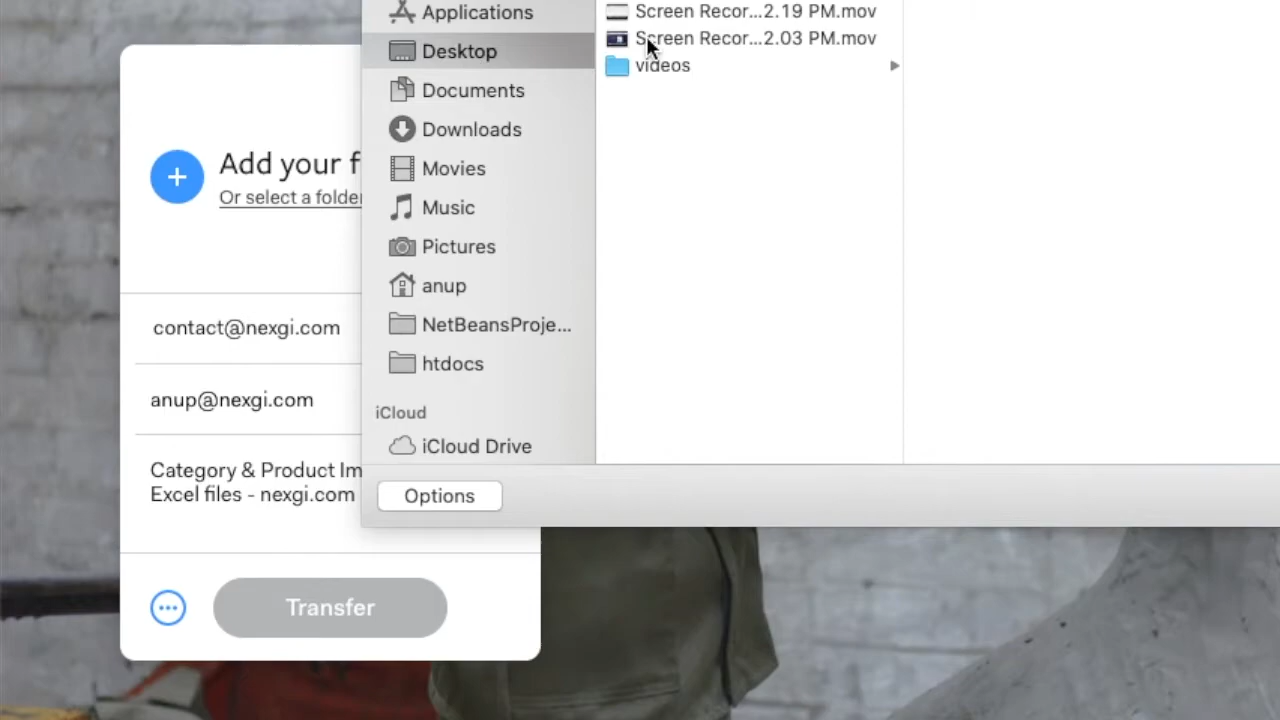 Applications
Desktop
Documents
Downloads
Movies
Music
Pictures
anup
NetBeansProje...
htdocs
iCloud
iCloud Drive
Options
Screen Recor...2.19 PM.mov
Screen Recor...2.03 PM.mov
videos
Add your f
Or select a folder
contact@nexgi.com
anup@nexgi.com
Category & Product Im
Excel files - nexgi.com
Transfer